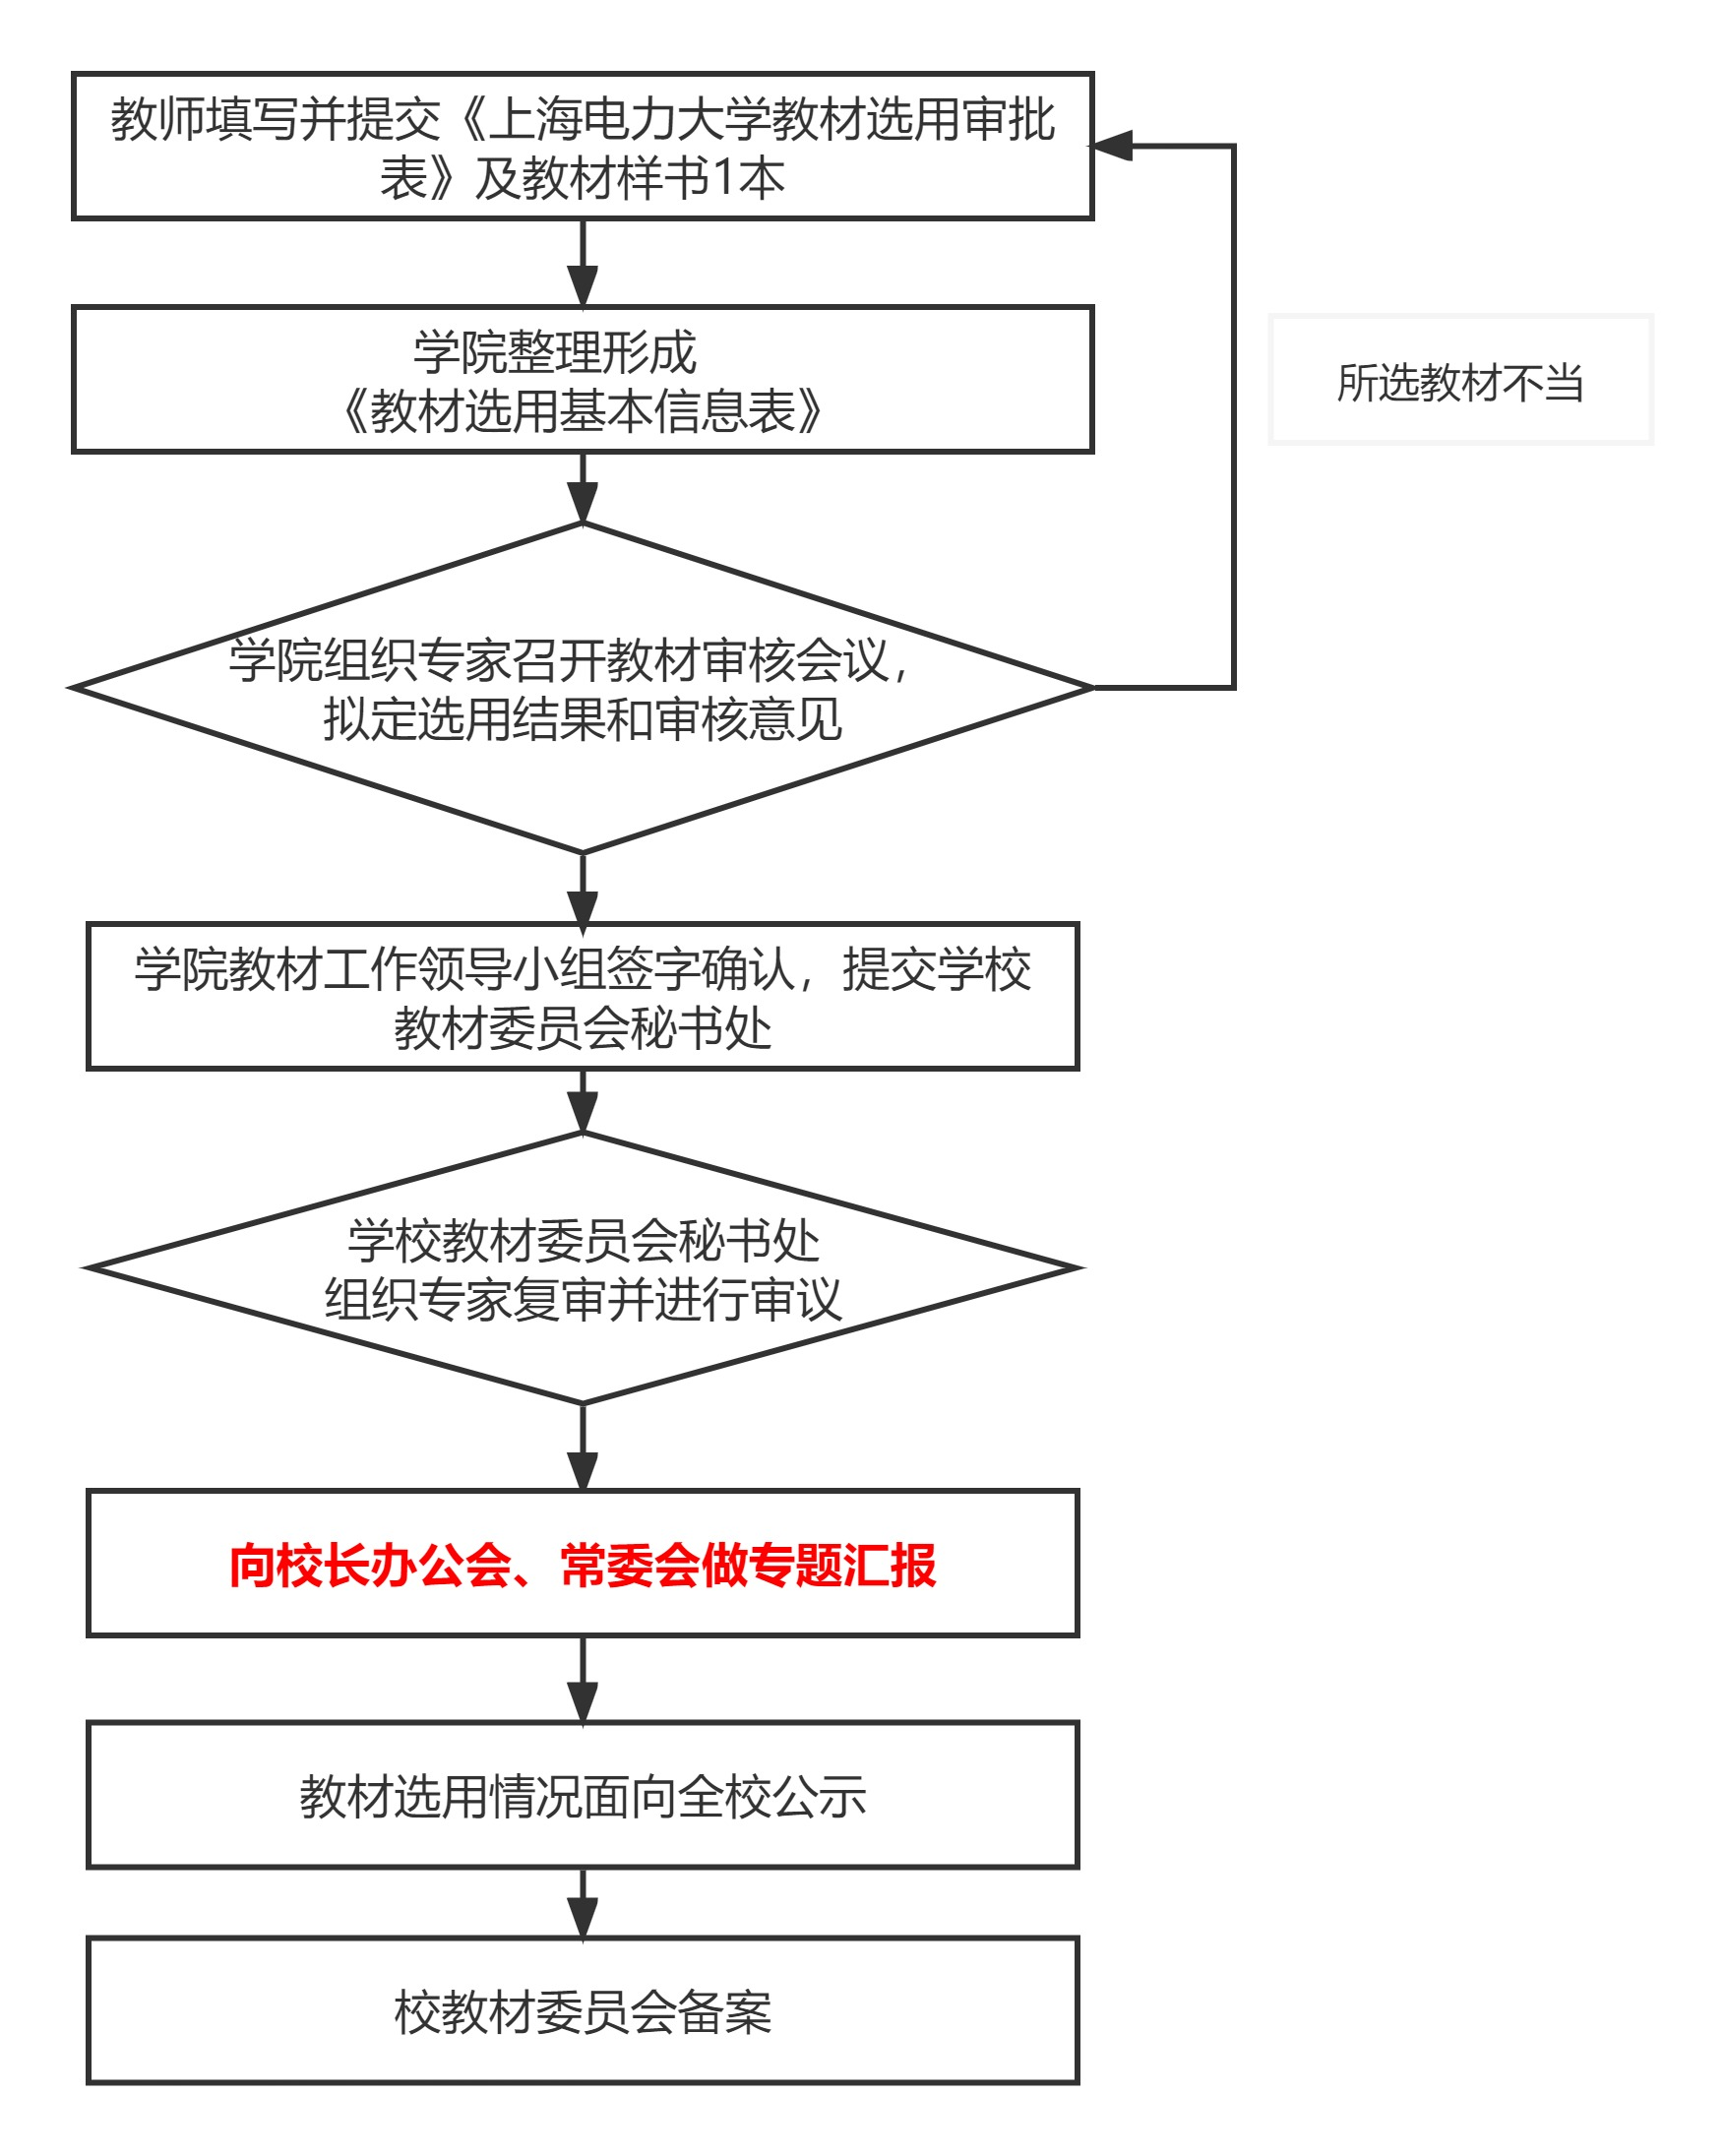 教师填写并提交《上海电力大学教材选用审批
表》及教材样书1本
学院整理形成
《教材选用基本信息表》
所选教材不当
学院组织专家召开教材审核会议，
拟定选用结果和审核意见
学院教材工作领导小组签字确认，提交学校
教材委员会秘书处
学校教材委员会秘书处
组织专家复审并进行审议
向校长办公会、常委会做专题汇报
教材选用情况面向全校公示
校教材委员会备案